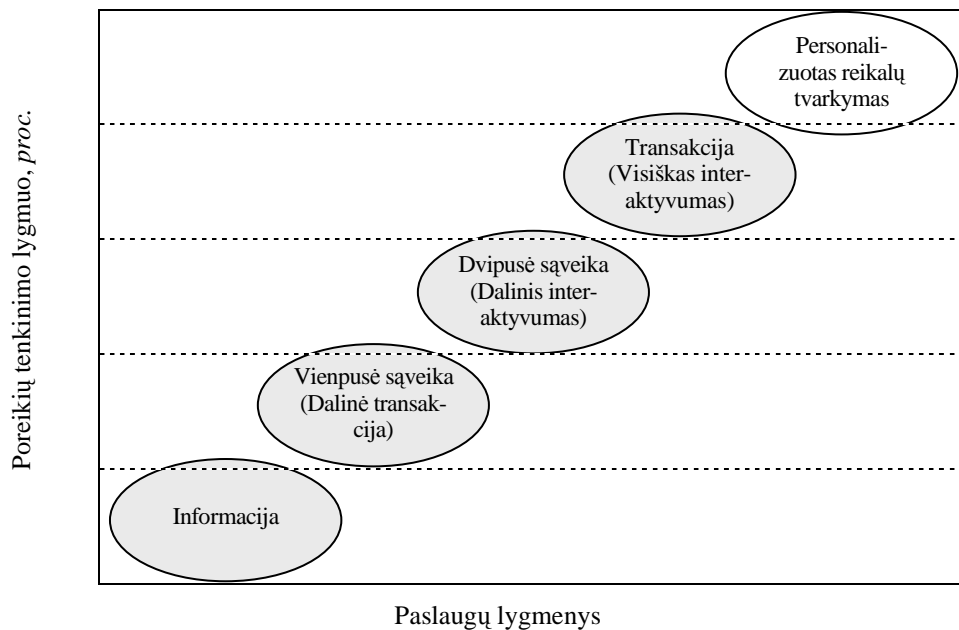 Poreikių tenkinimo lygmuo, proc.
Personali-
zuotas reikalų
tvarkymas
Transakcija
(Visiškas inter-
aktyvumas)
Dvipusė sąveika
(Dalinis inter-
aktyvumas)
Vienpusė sąveika
(Dalinė transak-
cija)
Informacija
Paslaugų lygmenys